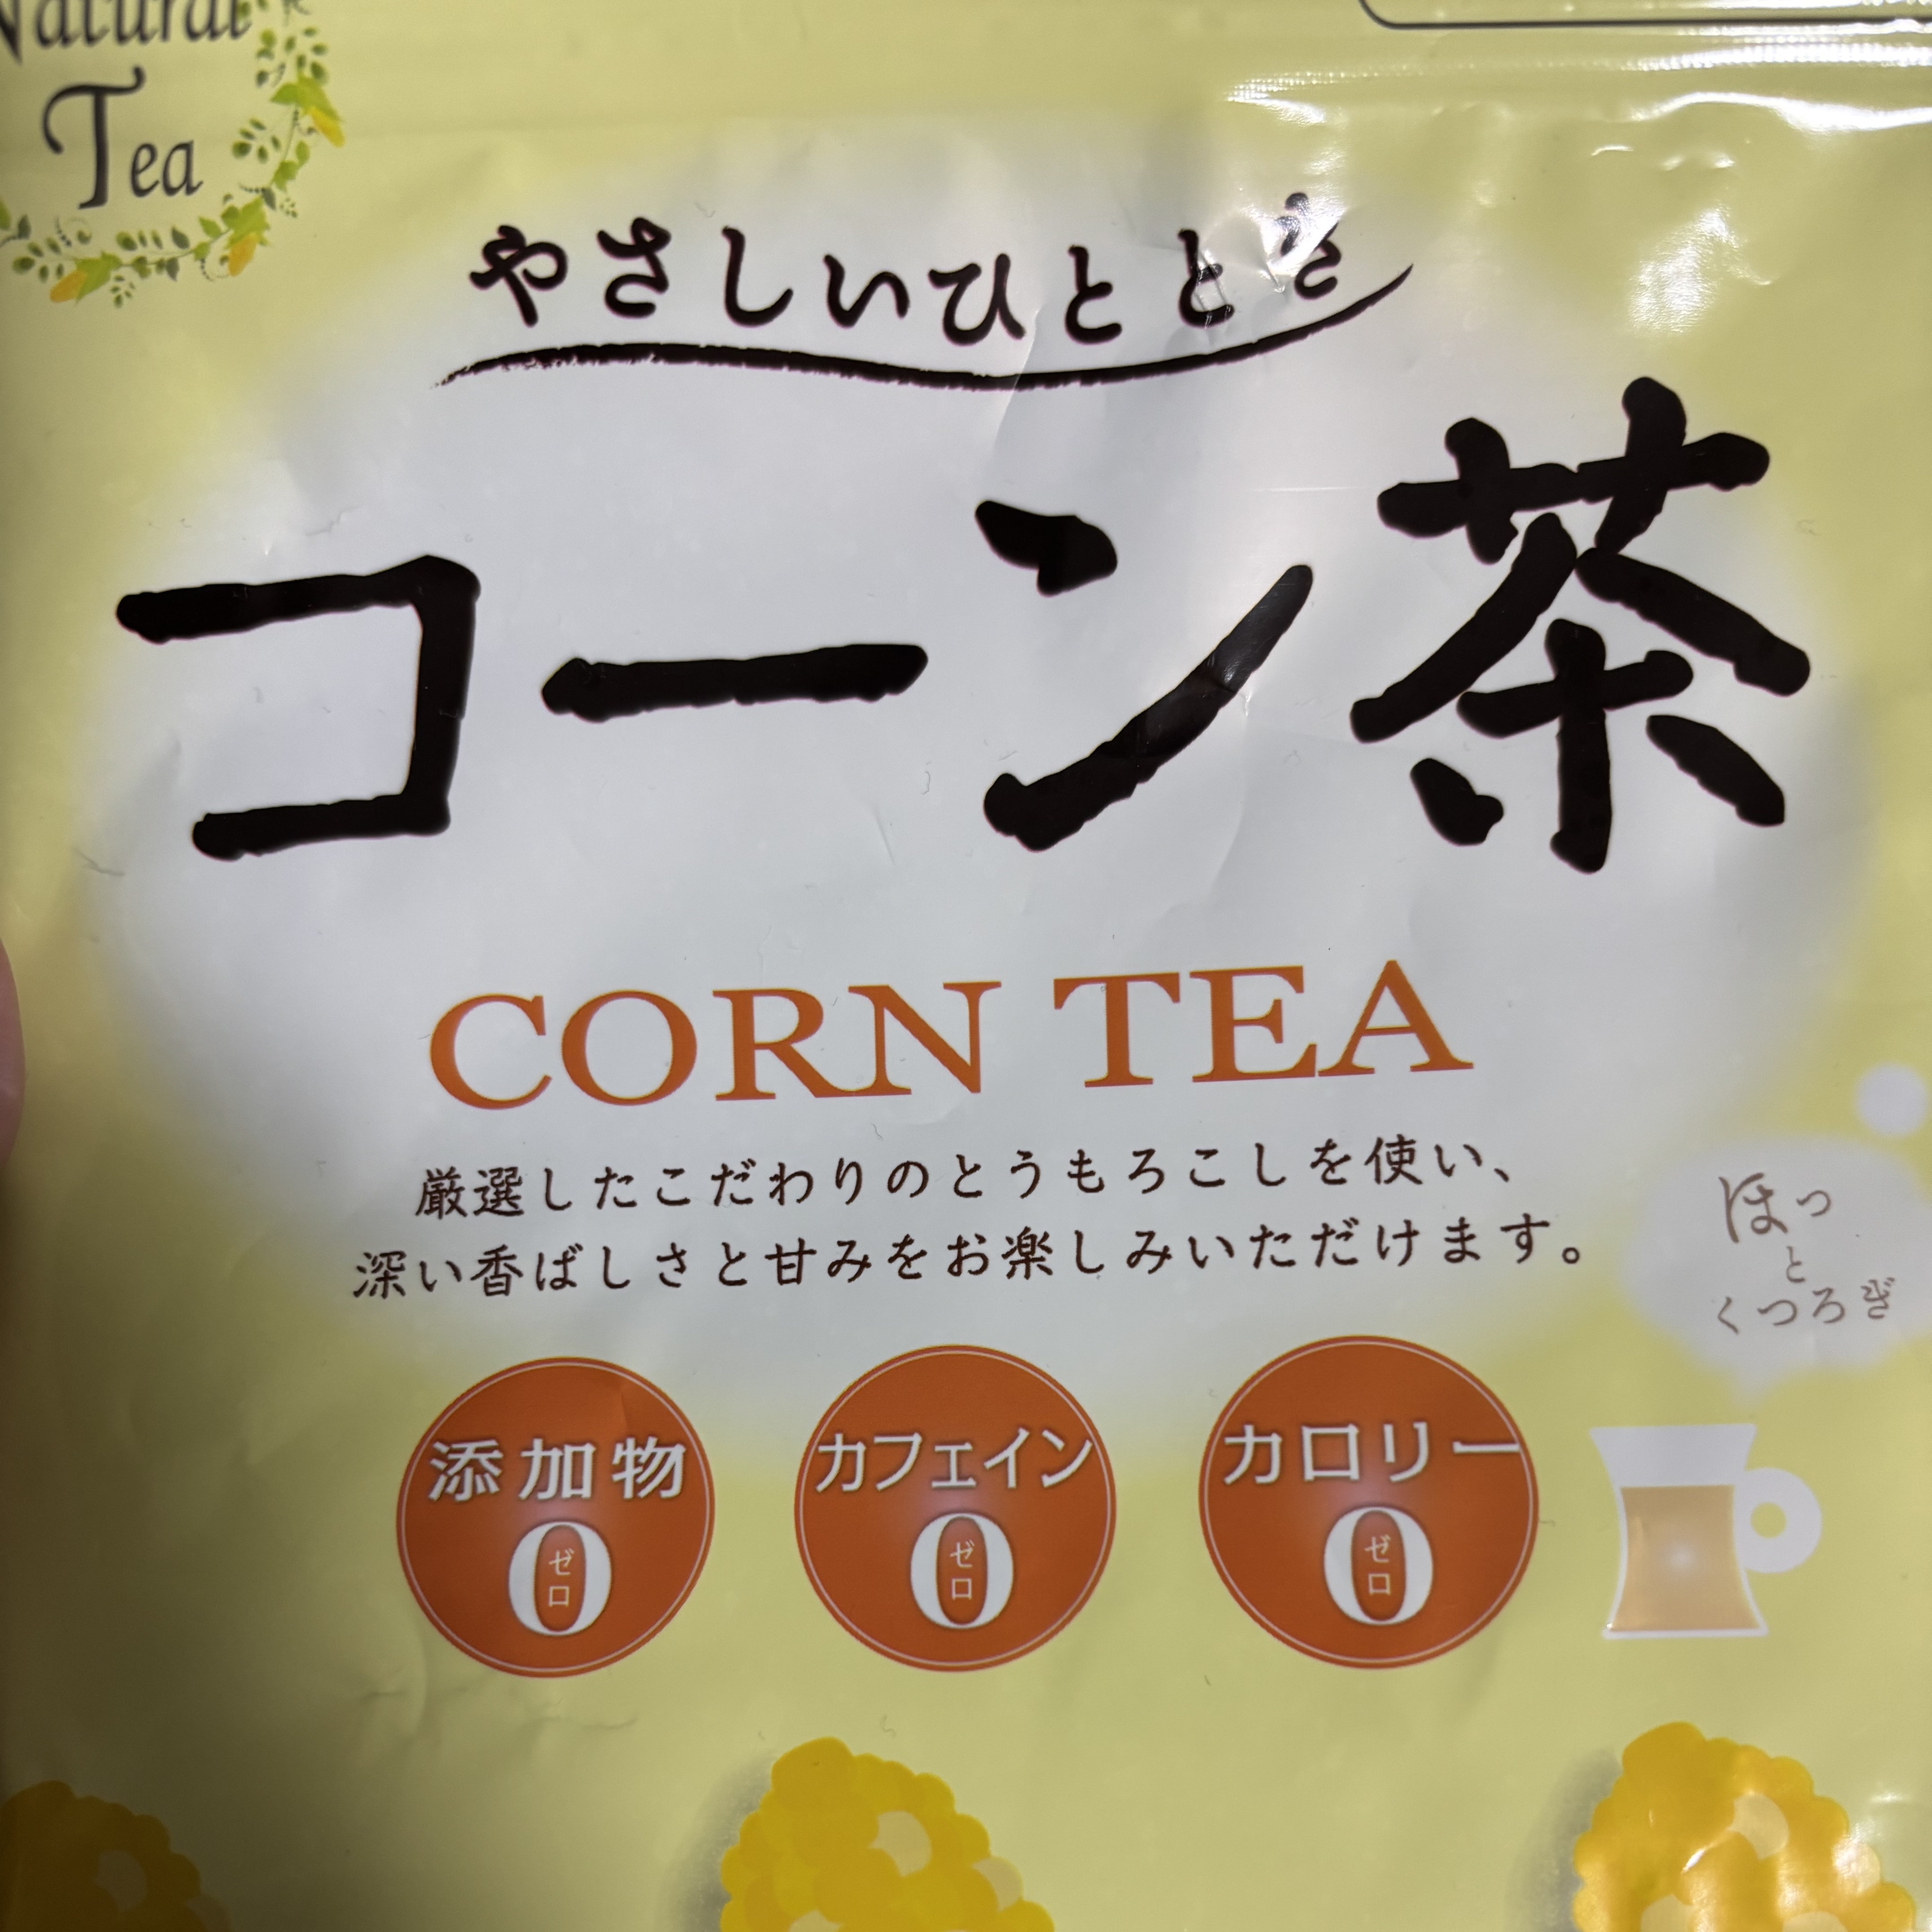 Natural
Tea
やさしいひととき
コーン茶
CORN TEA
厳選したこだわりのとうもろこしを使い、
深い香ばしさと甘みをお楽しみいただけます。
ほっ
と
くつろぎ
添加物
0
ゼロ
カフェイン
0
ゼロ
カロリー
0
ゼロ